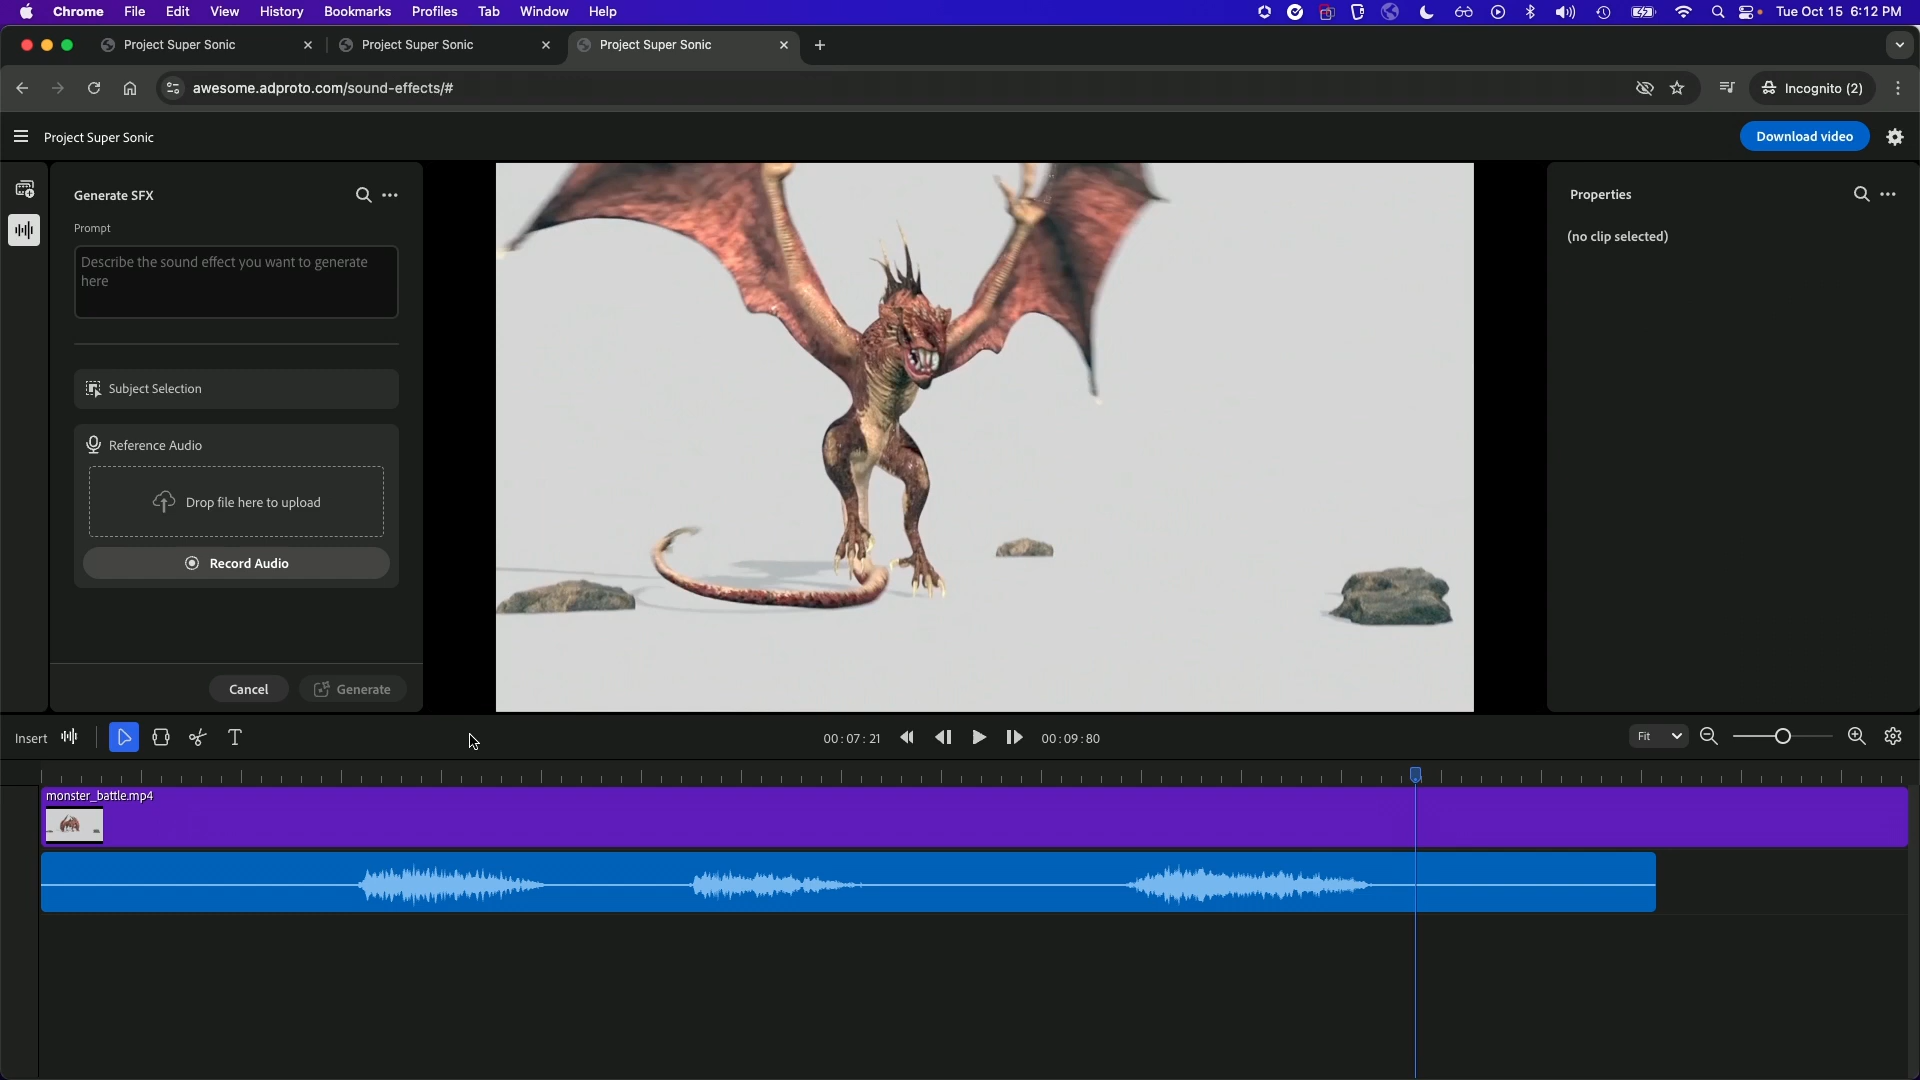 Chrome File Edit View History Bookmarks Profiles Tab Window Help Tue Oct 15 6:12 PM
Project Super Sonic Project Super Sonic Project Super Sonic
awesome.adproto.com/sound-effects/# Incognito (2)
Project Super Sonic Download video
Generate SFX
Prompt
Describe the sound effect you want to generate
here
Subject Selection
Reference Audio
Drop file here to upload
Record Audio
Cancel Generate
Properties
(no clip selected)
Insert 00:07:21 00:09:80 Fit
monster_battle.mp4